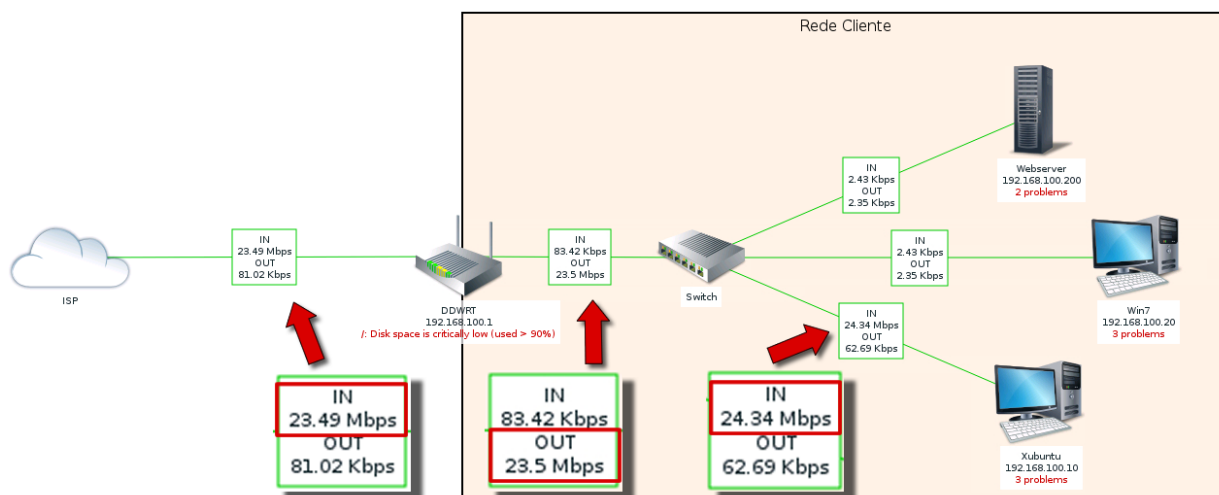 Rede Cliente
ISP
IN
23.49 Mbps
OUT
81.02 Kbps
DDWRT
192.168.100.1
/: Disk space is critically low (used > 90%)
IN
83.42 Kbps
OUT
23.5 Mbps
Switch
IN
2.43 Kbps
OUT
2.35 Kbps
Webserver
192.168.100.200
2 problems
IN
2.43 Kbps
OUT
2.35 Kbps
Win7
192.168.100.20
3 problems
IN
24.34 Mbps
OUT
62.69 Kbps
Xubuntu
192.168.100.10
3 problems
IN
23.49 Mbps
OUT
81.02 Kbps
IN
83.42 Kbps
OUT
23.5 Mbps
IN
24.34 Mbps
OUT
62.69 Kbps